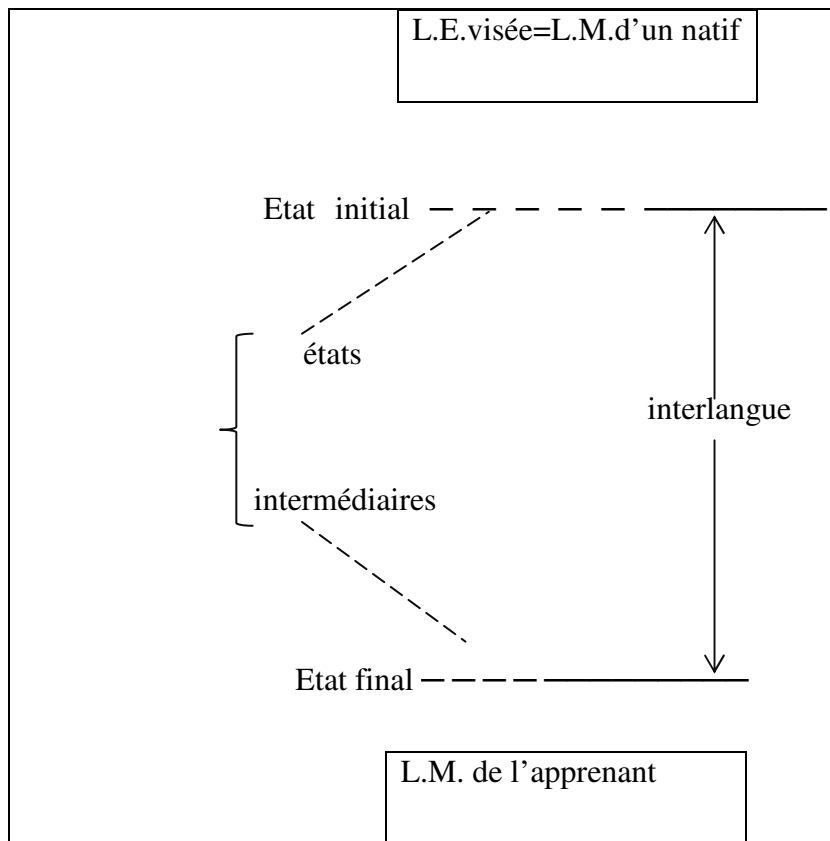 L.E.visée=L.M.d’un natif
Etat initial
états
interlangue
intermédiaires
Etat final
L.M. de l’apprenant